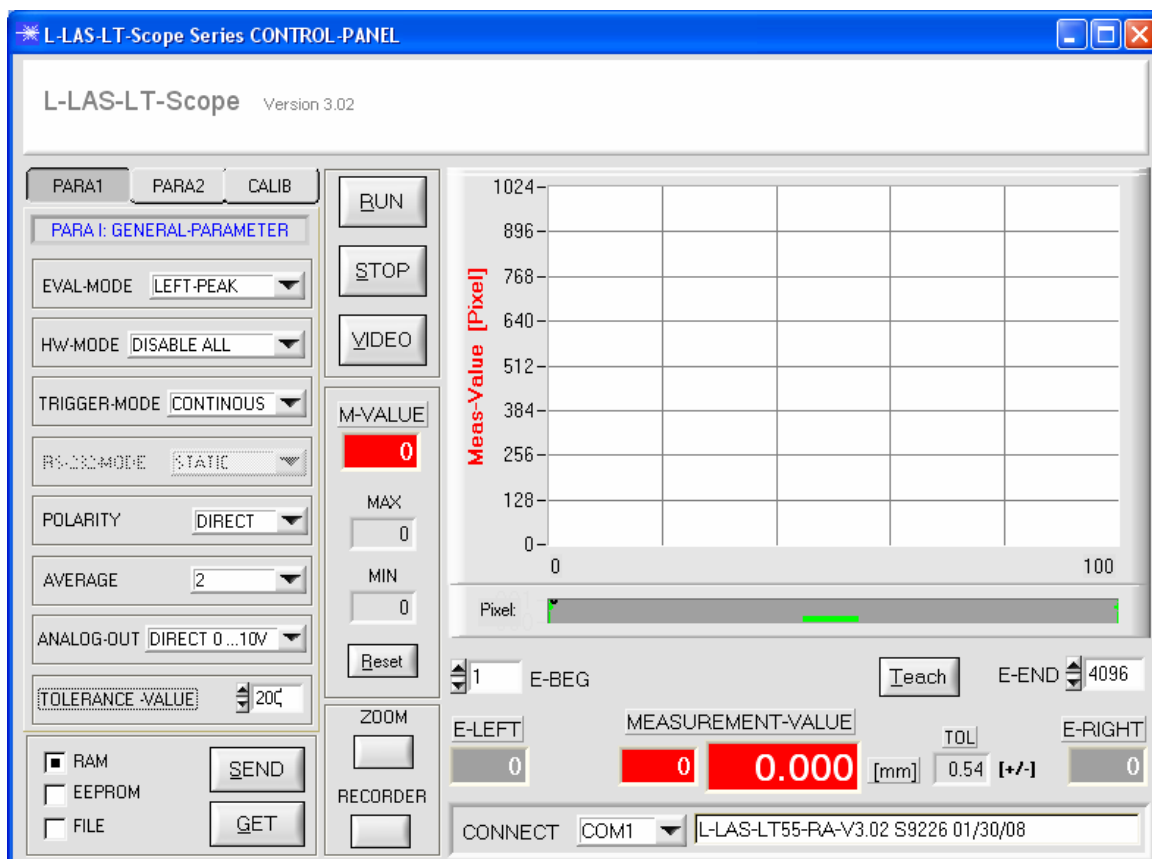 L-LAS-LT-Scope Series CONTROL-PANEL
L-LAS-LT-Scope Version 3.02
PARA1 PARA2 CALIB
PARA I: GENERAL-PARAMETER
EVAL-MODE LEFT-PEAK
HW-MODE DISABLE ALL
TRIGGER-MODE CONTINOUS
RS-232-MODE STATIC
POLARITY DIRECT
AVERAGE 2
ANALOG-OUT DIRECT 0...10V
TOLERANCE -VALUE
RAM
EEPROM
FILE
SEND
GET
RUN
STOP
VIDEO
M-VALUE
0
MAX
0
MIN
0
Reset
ZOOM
RECORDER
Meas-Value [Pixel]
1024
896
768
640
512
384
256
128
0
0 100
Pixel:
1 E-BEG Teach E-END 4096
E-LEFT MEASUREMENT-VALUE TOL E-RIGHT
0 0 0.000 [mm] 0.54 [+/-] 0
CONNECT COM1 L-LAS-LT55-RA-V3.02 S9226 01/30/08